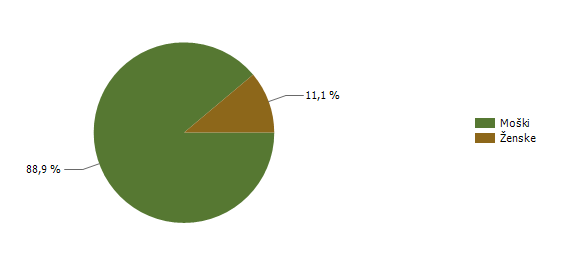 11,1 %
88,9 %
Moški
Ženske